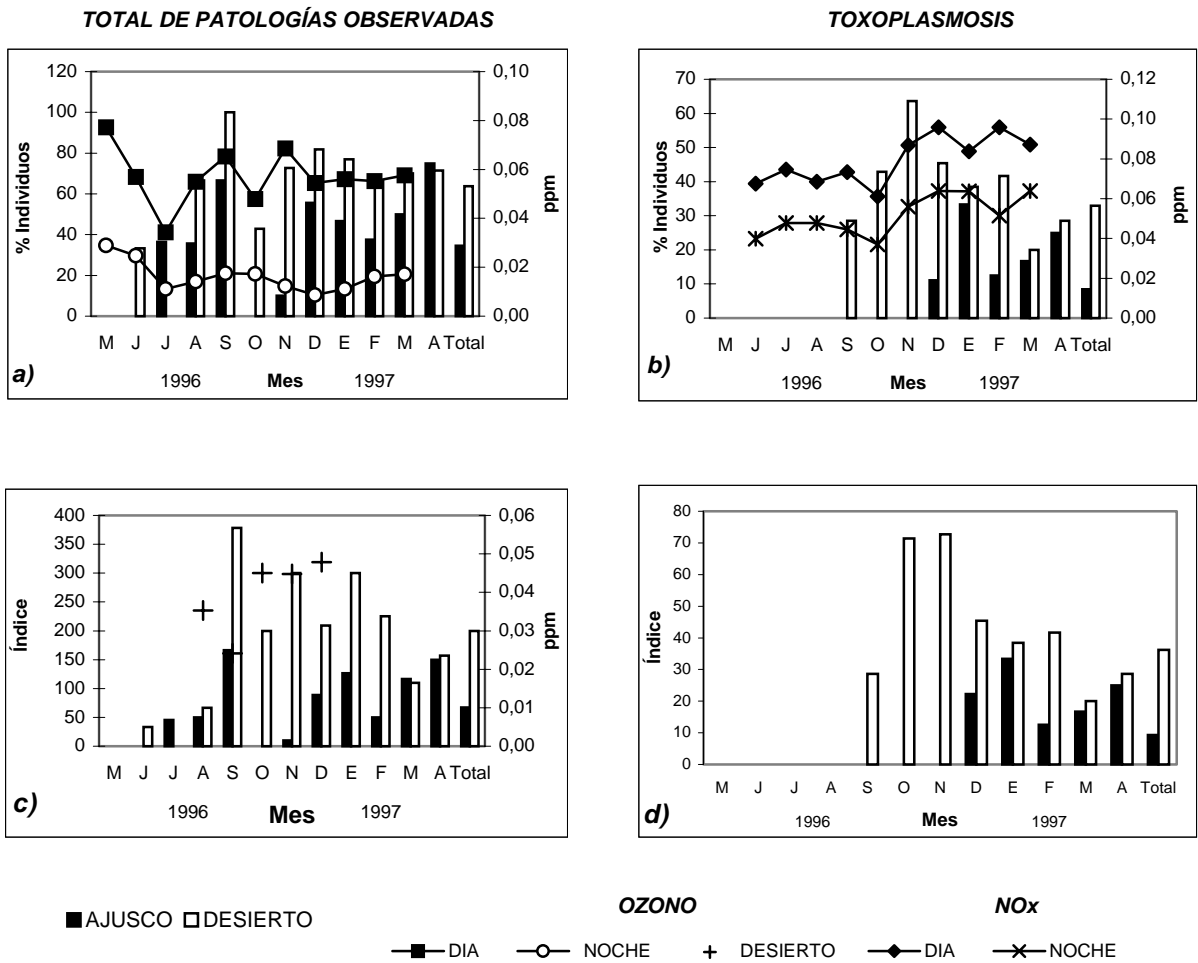 TOTAL DE PATOLOGÍAS OBSERVADAS
TOXOPLASMOSIS
120
100
80
60
40
20
0
% Individuos
0,10
0,08
0,06
0,04
0,02
0,00
ppm
M J J A S O N D E F M A Total
1996 Mes 1997
a)
70
60
50
40
30
20
10
0
% Individuos
0,12
0,10
0,08
0,06
0,04
0,02
0,00
ppm
M J J A S O N D E F M A Total
1996 Mes 1997
b)
400
350
300
250
200
150
100
50
0
Índice
0,06
0,05
0,04
0,03
0,02
0,01
0,00
ppm
M J J A S O N D E F M A Total
1996 Mes 1997
c)
80
70
60
50
40
30
20
10
0
Índice
M J J A S O N D E F M A Total
1996 Mes 1997
d)
AJUSCO DESIERTO
OZONO NOx
DIA NOCHE DESIERTO DIA NOCHE